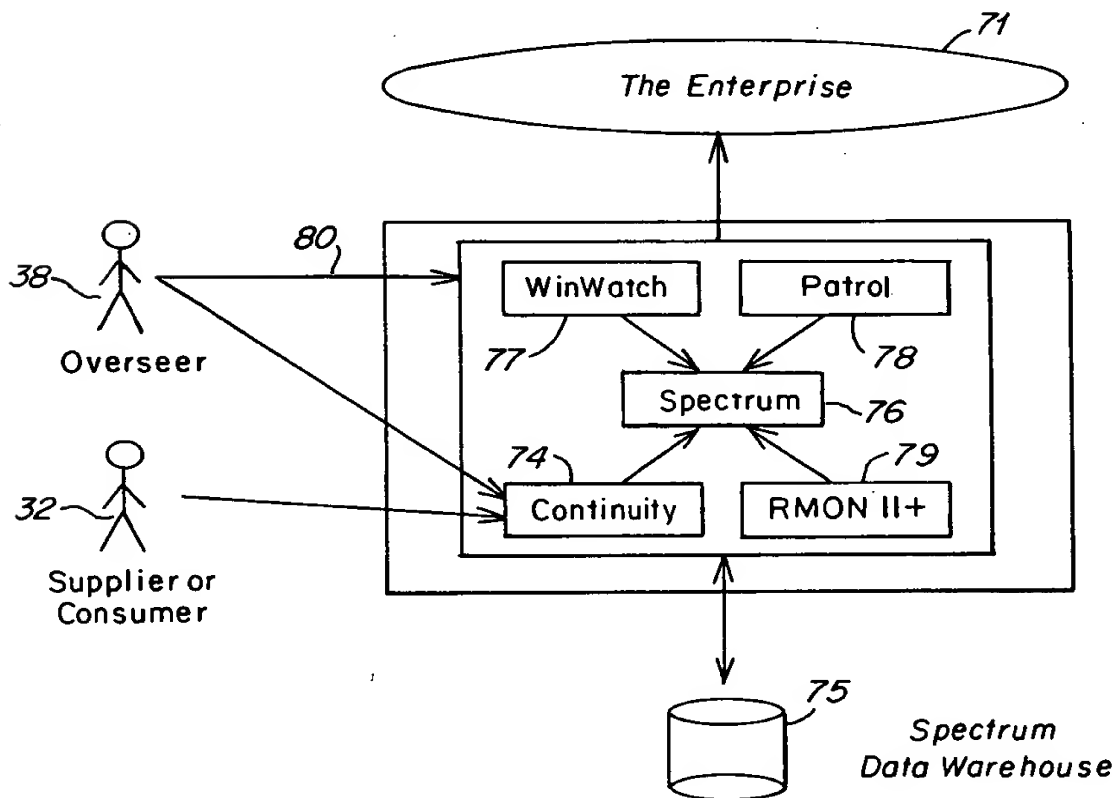 71
The Enterprise
80
38
Overseer
WinWatch
Patrol
77
78
Spectrum
76
74
79
32
Continuity
RMON II+
Supplier or
Consumer
75
Spectrum
Data Warehouse